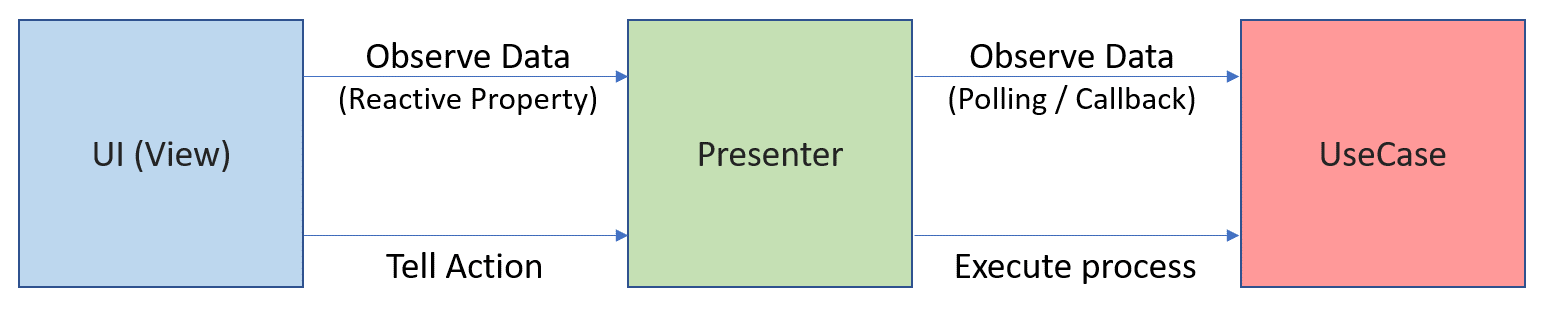 Observe Data
(Reactive Property)
Observe Data
(Polling / Callback)
UI (View)
Presenter
UseCase
Tell Action
Execute process